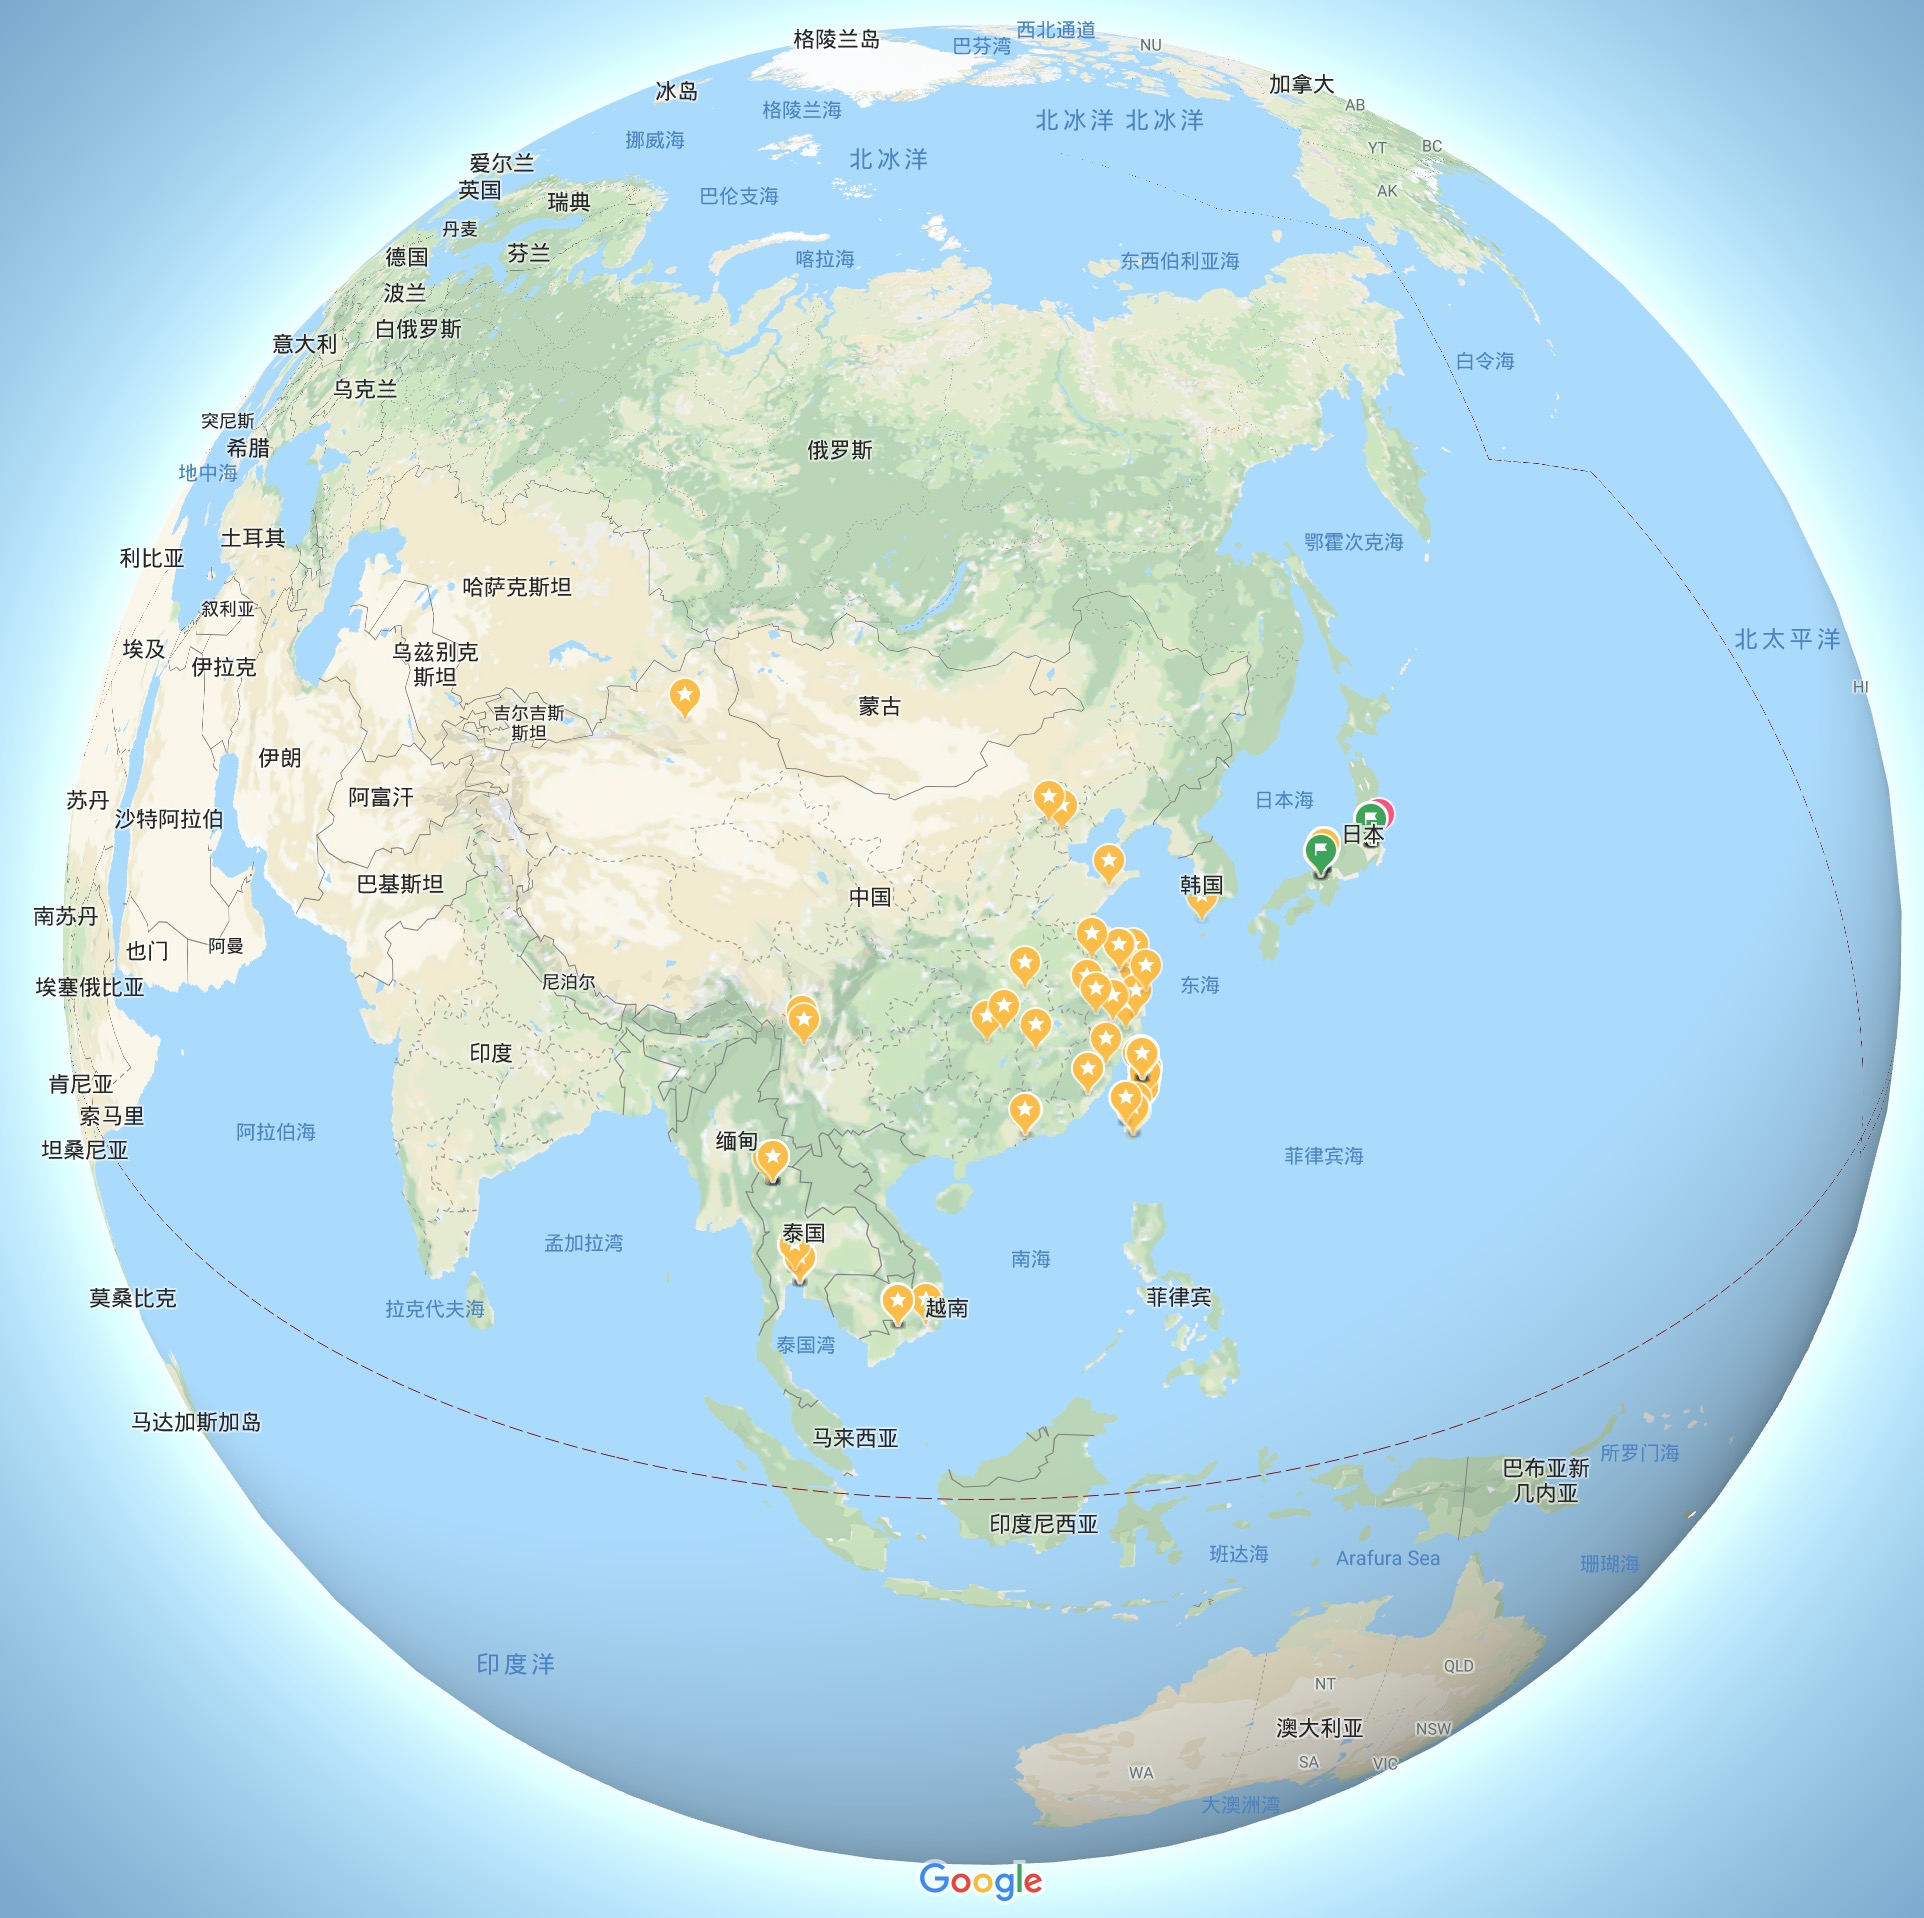 格陵兰岛
西北通道
巴芬湾
NU
冰岛
加拿大
格陵兰海
AB
北冰洋 北冰洋
挪威海
YT
BC
北冰洋
爱尔兰
英国
瑞典
巴伦支海
AK
丹麦
德国
芬兰
喀拉海
东西伯利亚海
波兰
白俄罗斯
意大利
白令海
乌克兰
突尼斯
希腊
俄罗斯
地中海
土耳其
鄂霍次克海
利比亚
哈萨克斯坦
叙利亚
埃及
乌兹别克
斯坦
北太平洋
伊拉克
HI
吉尔吉斯
斯坦
蒙古
伊朗
阿富汗
苏丹
日本海
沙特阿拉伯
日本
巴基斯坦
中国
韩国
南苏丹
也门
阿曼
尼泊尔
埃塞俄比亚
东海
印度
肯尼亚
索马里
阿拉伯海
缅甸
坦桑尼亚
菲律宾海
泰国
孟加拉湾
南海
莫桑比克
拉克代夫海
越南
菲律宾
泰国湾
马达加斯加岛
马来西亚
所罗门海
巴布亚新
几内亚
印度尼西亚
班达海
Arafura Sea
珊瑚海
印度洋
QLD
NT
澳大利亚
NSW
SA
VIC
WA
大澳洲湾
Google